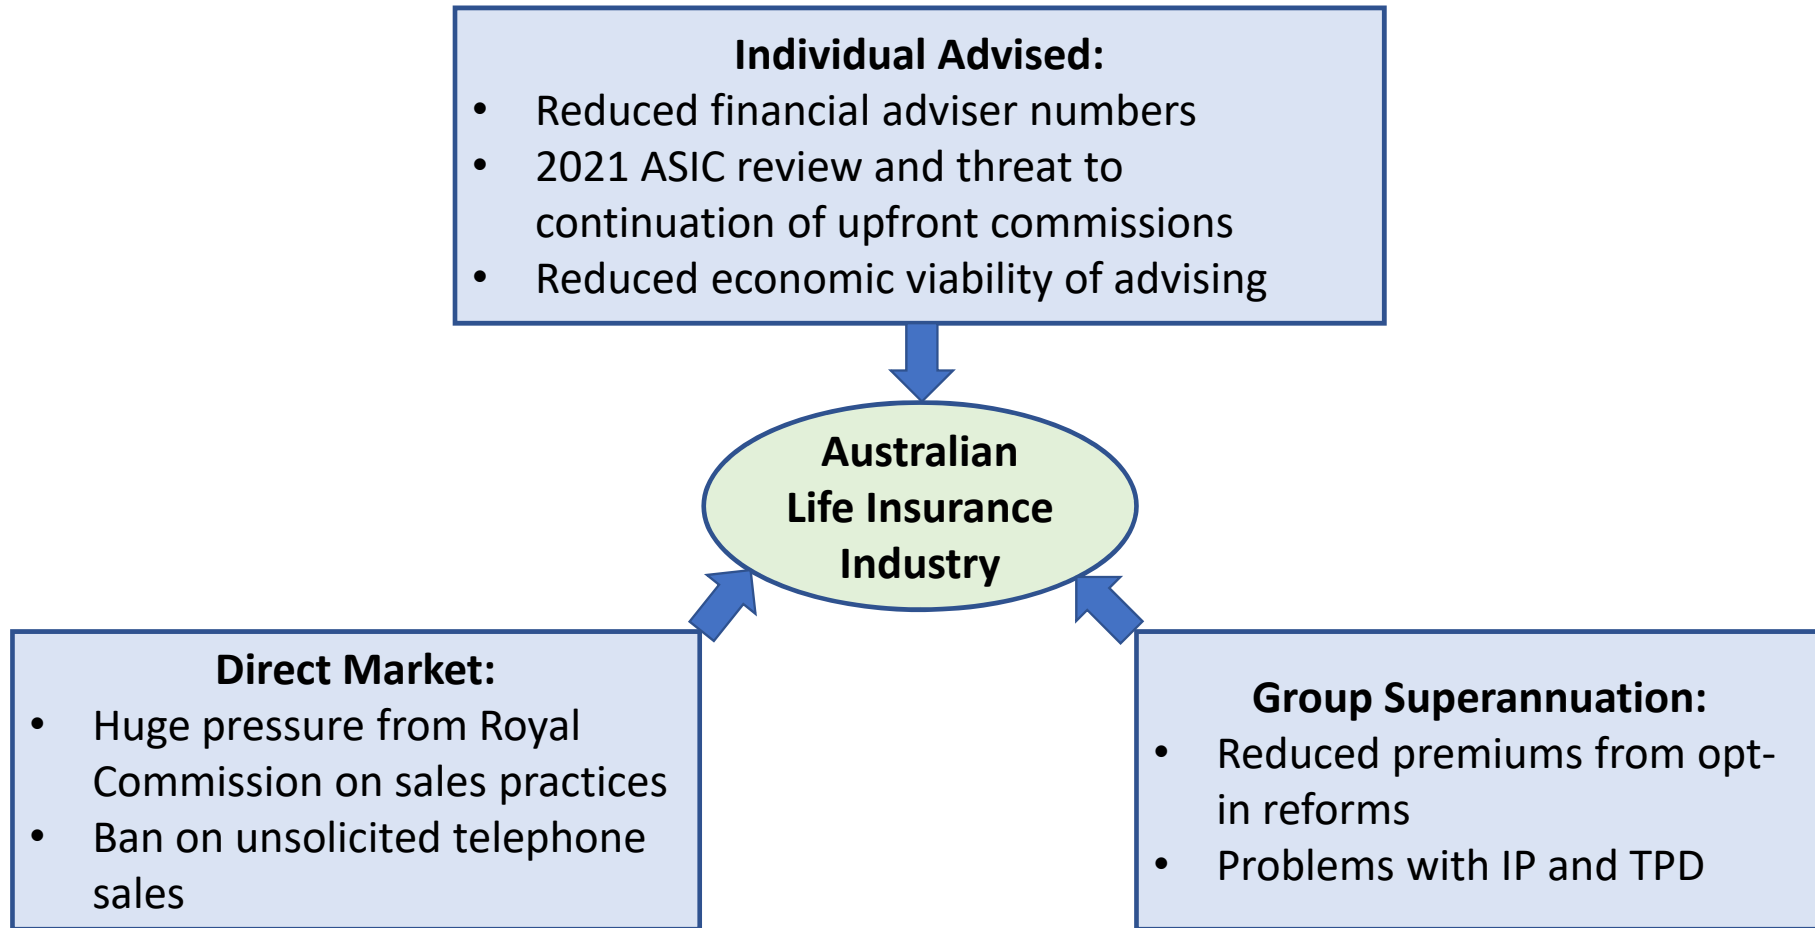 Individual Advised:
• Reduced financial adviser numbers
• 2021 ASIC review and threat to
continuation of upfront commissions
• Reduced economic viability of advising
Australian
Life Insurance
Industry
Direct Market:
• Huge pressure from Royal
Commission on sales practices
• Ban on unsolicited telephone
sales
Group Superannuation:
• Reduced premiums from opt-
in reforms
• Problems with IP and TPD